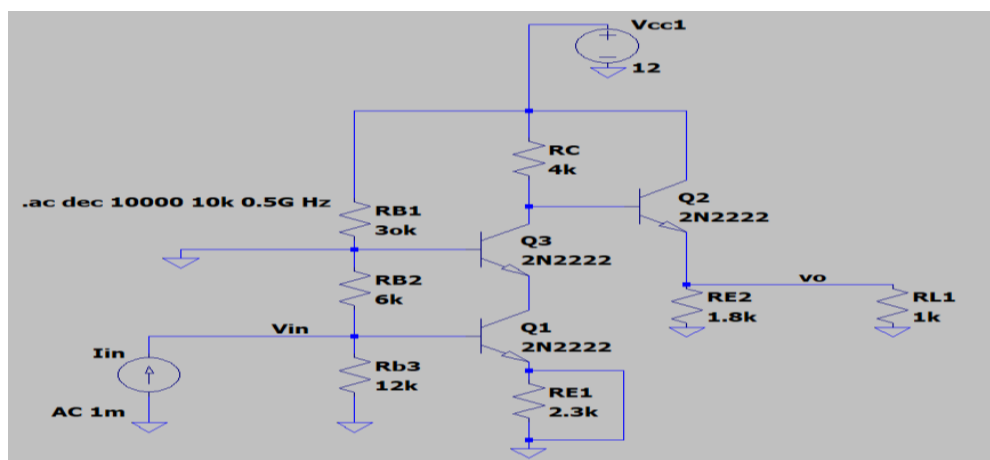 Vcc1
12
RC
4k
Q2
2N2222
.ac dec 10000 10k 0.5G Hz
RB1
3ok
Q3
2N2222
RB2
6k
vo
RE2
1.8k
RL1
1k
Vin
Q1
2N2222
Iin
Rb3
12k
RE1
2.3k
AC 1m